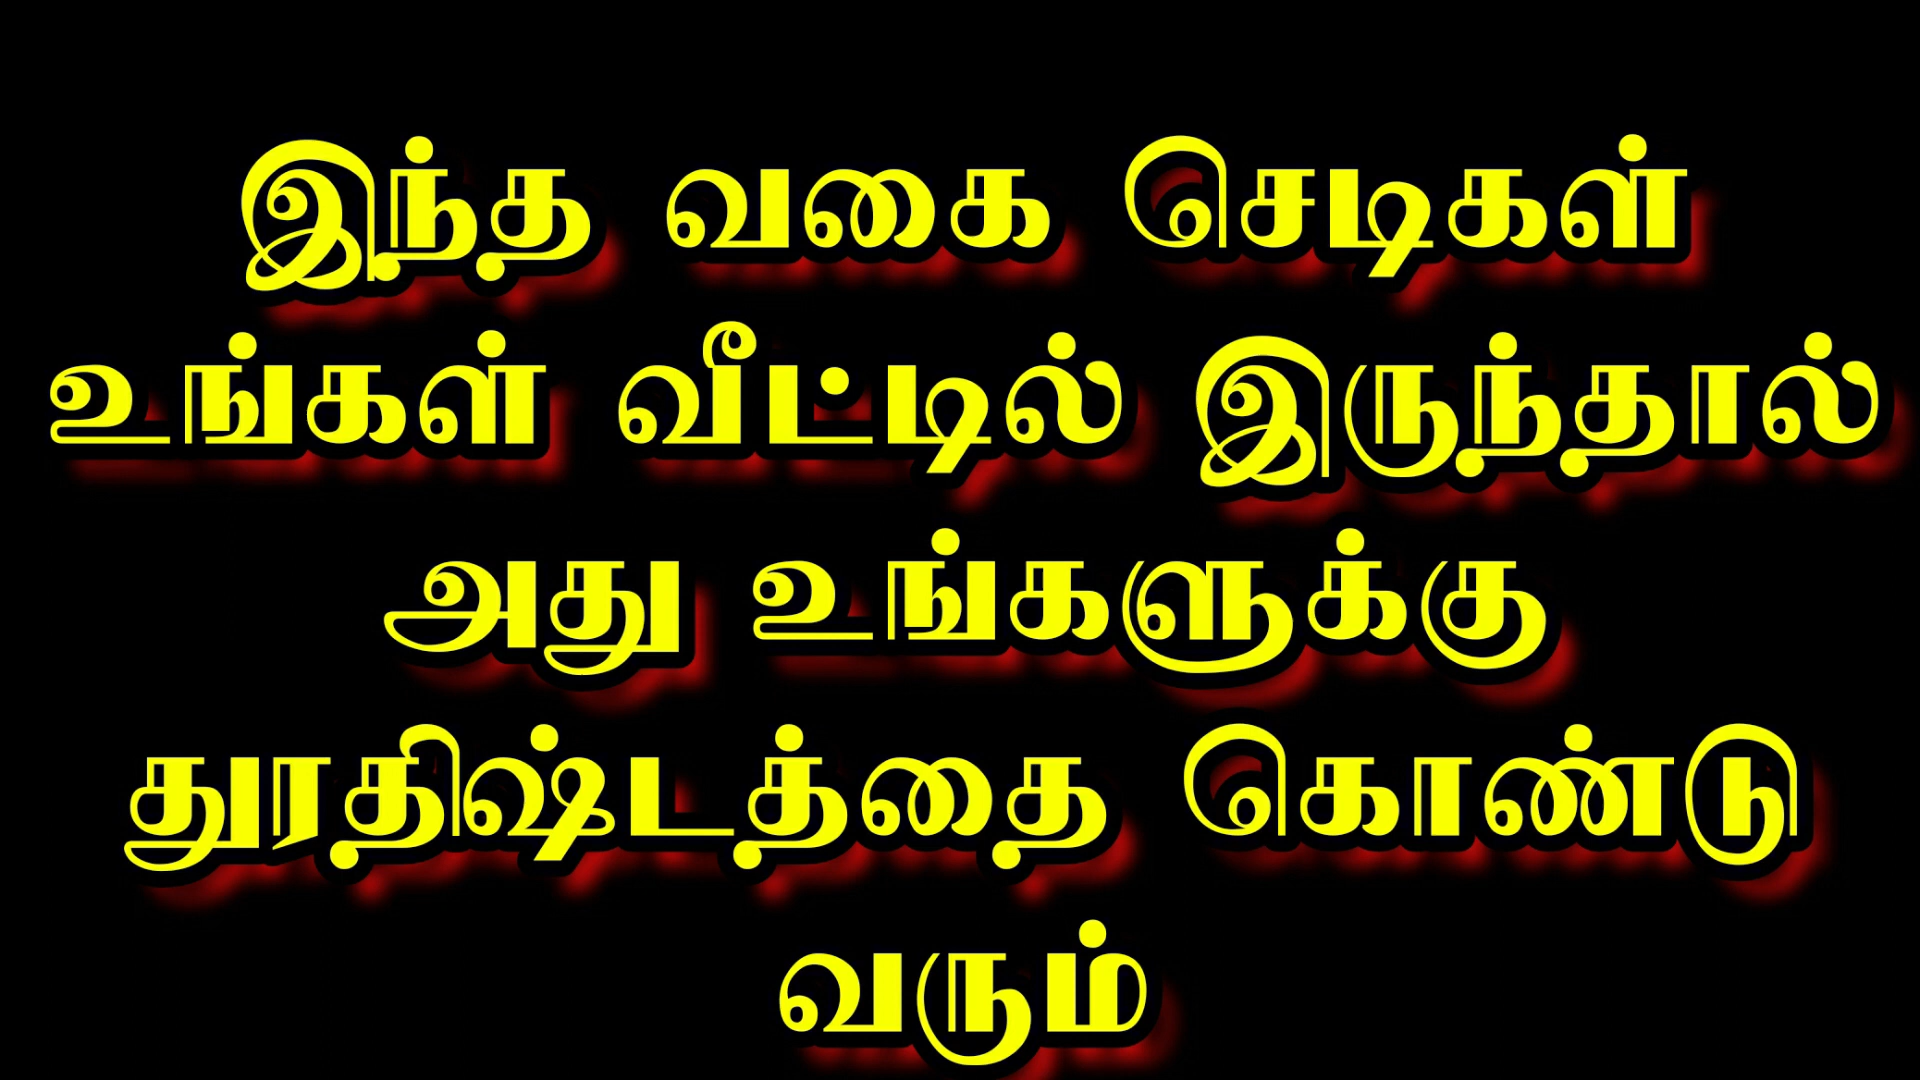 இந்த வகை செடிகள்
உங்கள் வீட்டில் இருந்தால்
அது உங்களுக்கு
துரதிஷ்டத்தை கொண்டு
வரும்